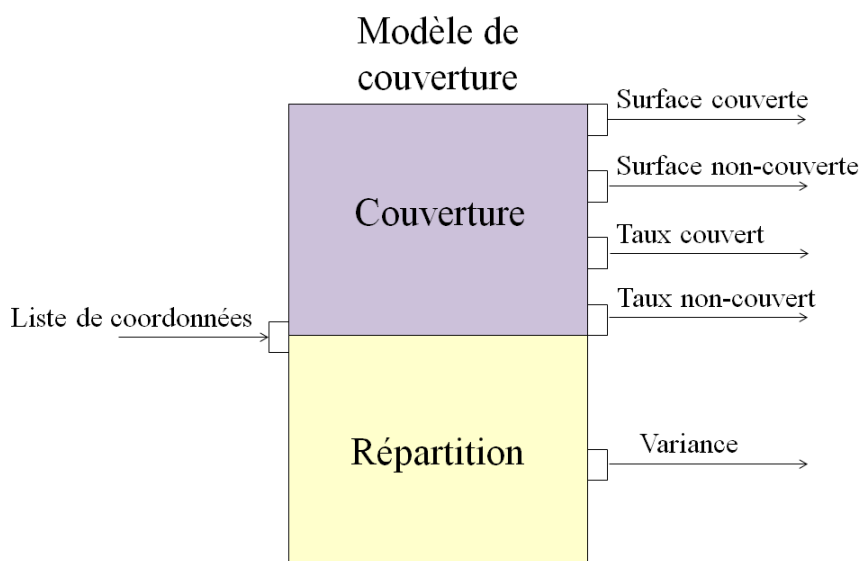 Modèle de
couverture
Surface couverte
Surface non-couverte
Couverture
Taux couvert
Taux non-couvert
Liste de coordonnées
Répartition
Variance